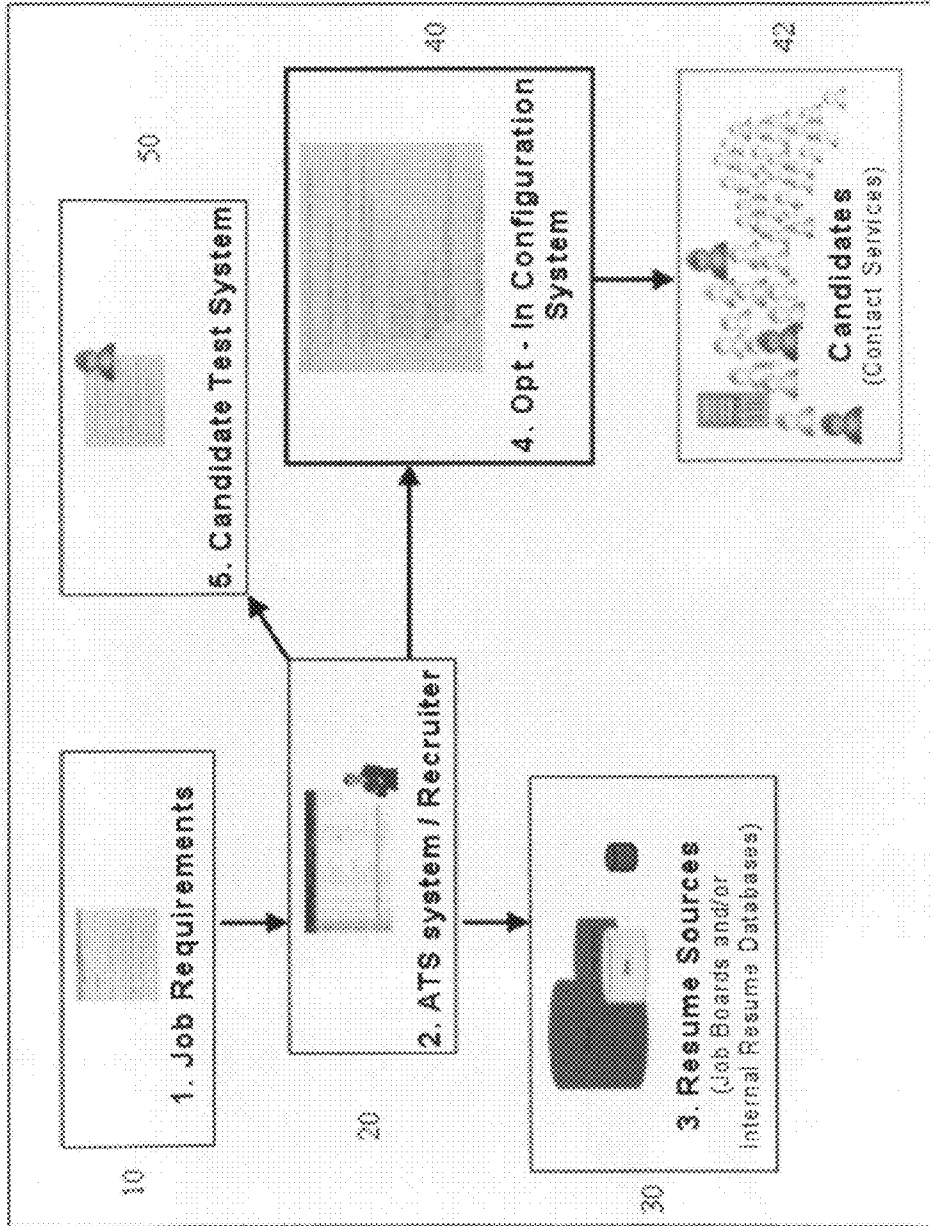 10
1. Job Requirements
20
2. ATS system / Recruiter
30
3. Resume Sources
(Job Boards and/or
Internal Resume Databases)
50
5. Candidate Test System
40
4. Opt - In Configuration
System
42
Candidates
(Contact Services)